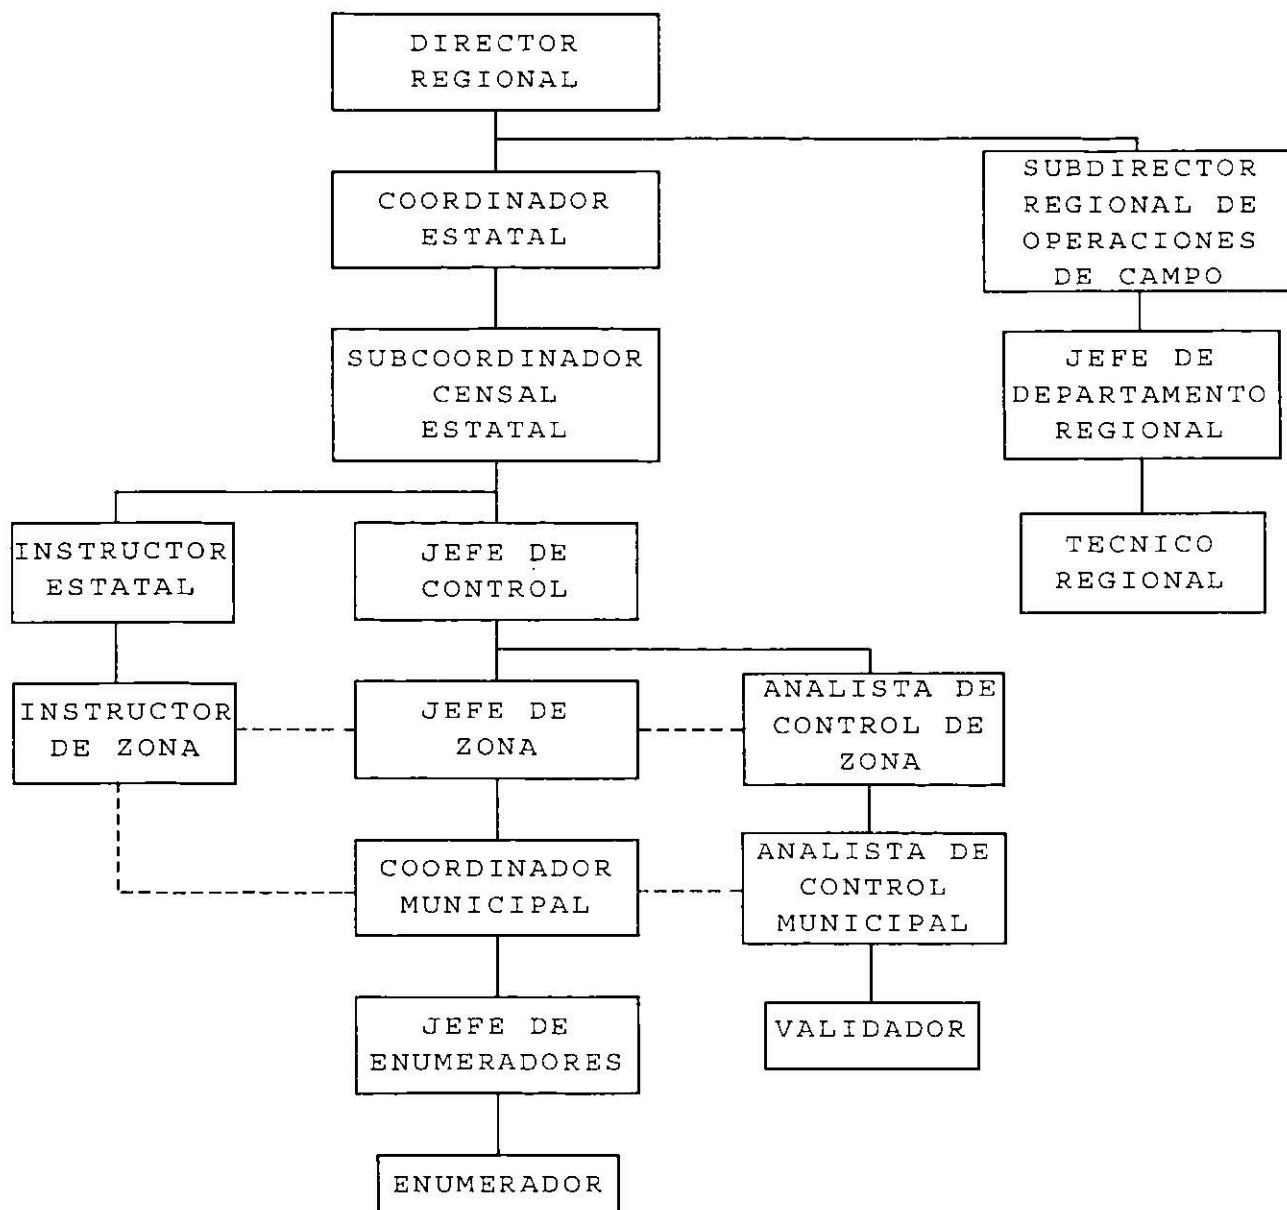 DIRECTOR
REGIONAL
COORDINADOR
ESTATAL
SUBDIRECTOR
REGIONAL DE
OPERACIONES
DE CAMPO
SUBCOORDINADOR
CENSAL
ESTATAL
JEFE DE
DEPARTAMENTO
REGIONAL
INSTRUCTOR
ESTATAL
JEFE DE
CONTROL
TECNICO
REGIONAL
INSTRUCTOR
DE ZONA
JEFE DE
ZONA
ANALISTA DE
CONTROL DE
ZONA
COORDINADOR
MUNICIPAL
ANALISTA DE
CONTROL
MUNICIPAL
JEFE DE
ENUMERADORES
VALIDADOR
ENUMERADOR